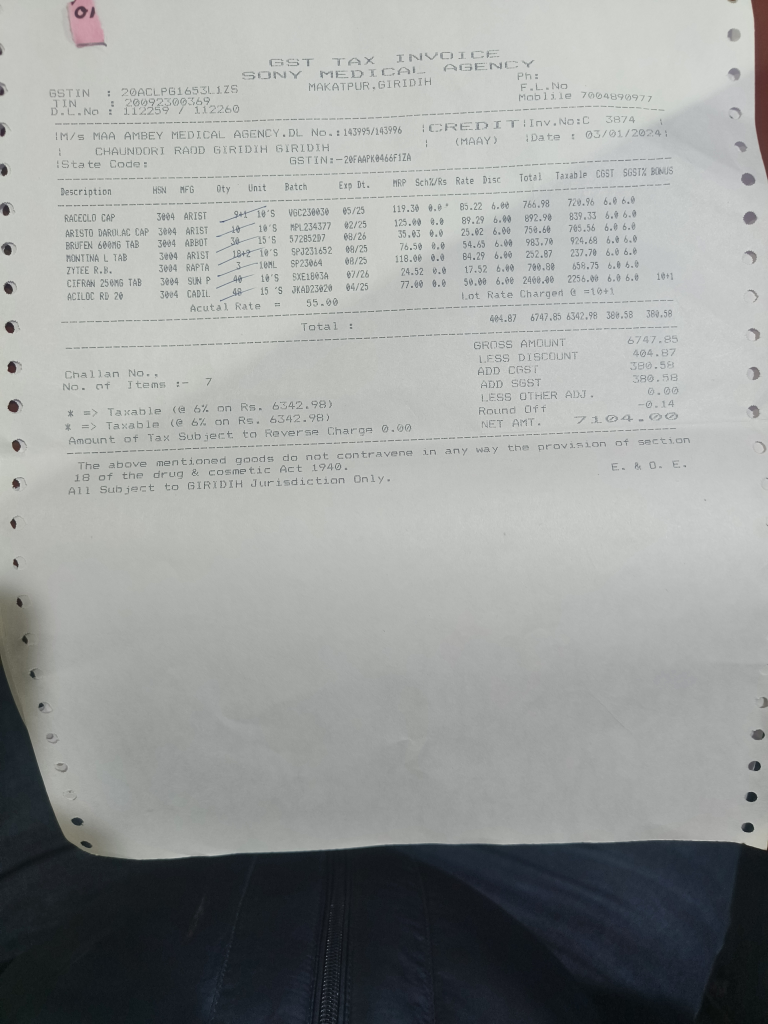 01
GST TAX INVOICE
SONY MEDICAL AGENCY
MAKATPUR,GIRIDIH
GSTIN : 20ACLPG1653L1ZS Ph:
TIN : 20092300369 F.L.No
D.L.No : 112259 / 112260 Moblile 7004890977
M/s MAA AMBEY MEDICAL AGENCY.DL No.:143995/143996 CREDIT Inv.No:C 3874
CHAUNDORI RAOD GIRIDIH GIRIDIH (MAAY) Date : 03/01/2024
State Code: GSTIN:-20FAAPK0466F1ZA
Description HSN MFG Qty Unit Batch Exp Dt. MRP Sch%/Rs Rate Disc Total Taxable CGST SGST% BONUS
RACECLO CAP 3004 ARIST 9+1 10'S VGC230030 05/25 119.30 0.0* 85.22 6.00 766.98 720.96 6.0 6.0
ARISTO DAROLAC CAP 3004 ARIST 10 10'S MPL234377 02/25 125.00 0.0 89.29 6.00 892.90 839.33 6.0 6.0
BRUFEN 600MG TAB 3004 ABBOT 30 15'S 57285297 08/26 35.03 0.0 25.02 6.00 750.60 705.56 6.0 6.0
MONTINA L TAB 3004 ARIST 18+2 10'S SPJ231652 08/25 76.50 0.0 54.65 6.00 983.70 924.68 6.0 6.0
ZYTEE R.B. 3004 RAPTA 3 10ML SP23064 08/25 118.00 0.0 84.29 6.00 252.87 237.70 6.0 6.0
CIFRAN 250MG TAB 3004 SUN P 40 10'S SXE1803A 07/26 24.52 0.0 17.52 6.00 700.80 658.75 6.0 6.0
ACILOC RD 20 3004 CADIL 48 15 'S JKAD23020 04/25 77.00 0.0 50.00 6.00 2400.00 2256.00 6.0 6.0 10+1
Acutal Rate = 55.00 Lot Rate Charged @ =10+1
Total : 404.87 6747.85 6342.98 380.58 380.58
GROSS AMOUNT 6747.85
Challan No., LESS DISCOUNT 404.87
No. of Items :- 7 ADD CGST 380.58
ADD SGST 380.58
* => Taxable (@ 6% on Rs. 6342.98) LESS OTHER ADJ. 0.00
* => Taxable (@ 6% on Rs. 6342.98) Round Off -0.14
Amount of Tax Subject to Reverse Charge 0.00 NET AMT. 7104.00
The above mentioned goods do not contravene in any way the provision of section
18 of the drug & cosmetic Act 1940. E. & O. E.
All Subject to GIRIDIH Jurisdiction Only.